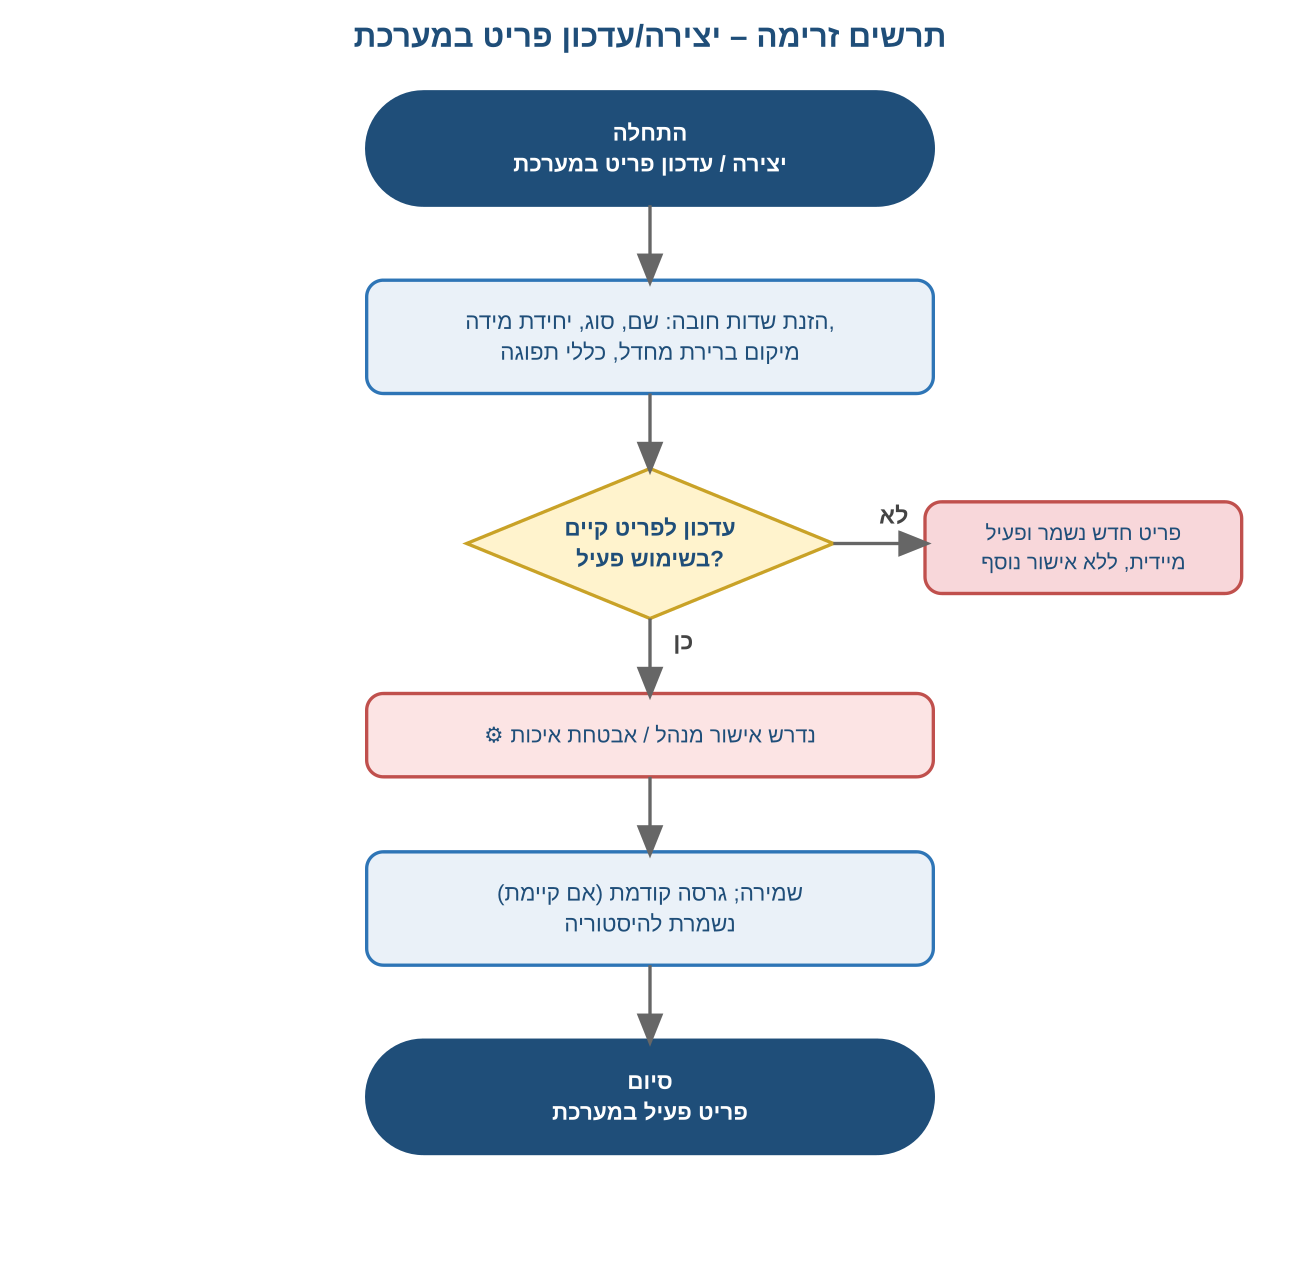 תרשים זרימה – יצירה/עדכון פריט במערכת
התחלה
יצירה / עדכון פריט במערכת
הזנת שדות חובה: שם, סוג, יחידת מידה,
מיקום ברירת מחדל, כללי תפוגה
עדכון לפריט קיים
בשימוש פעיל?
לא
פריט חדש נשמר ופעיל
מיידית, ללא אישור נוסף
כן
נדרש אישור מנהל / אבטחת איכות ⚙
שמירה; גרסה קודמת (אם קיימת)
נשמרת להיסטוריה
סיום
פריט פעיל במערכת